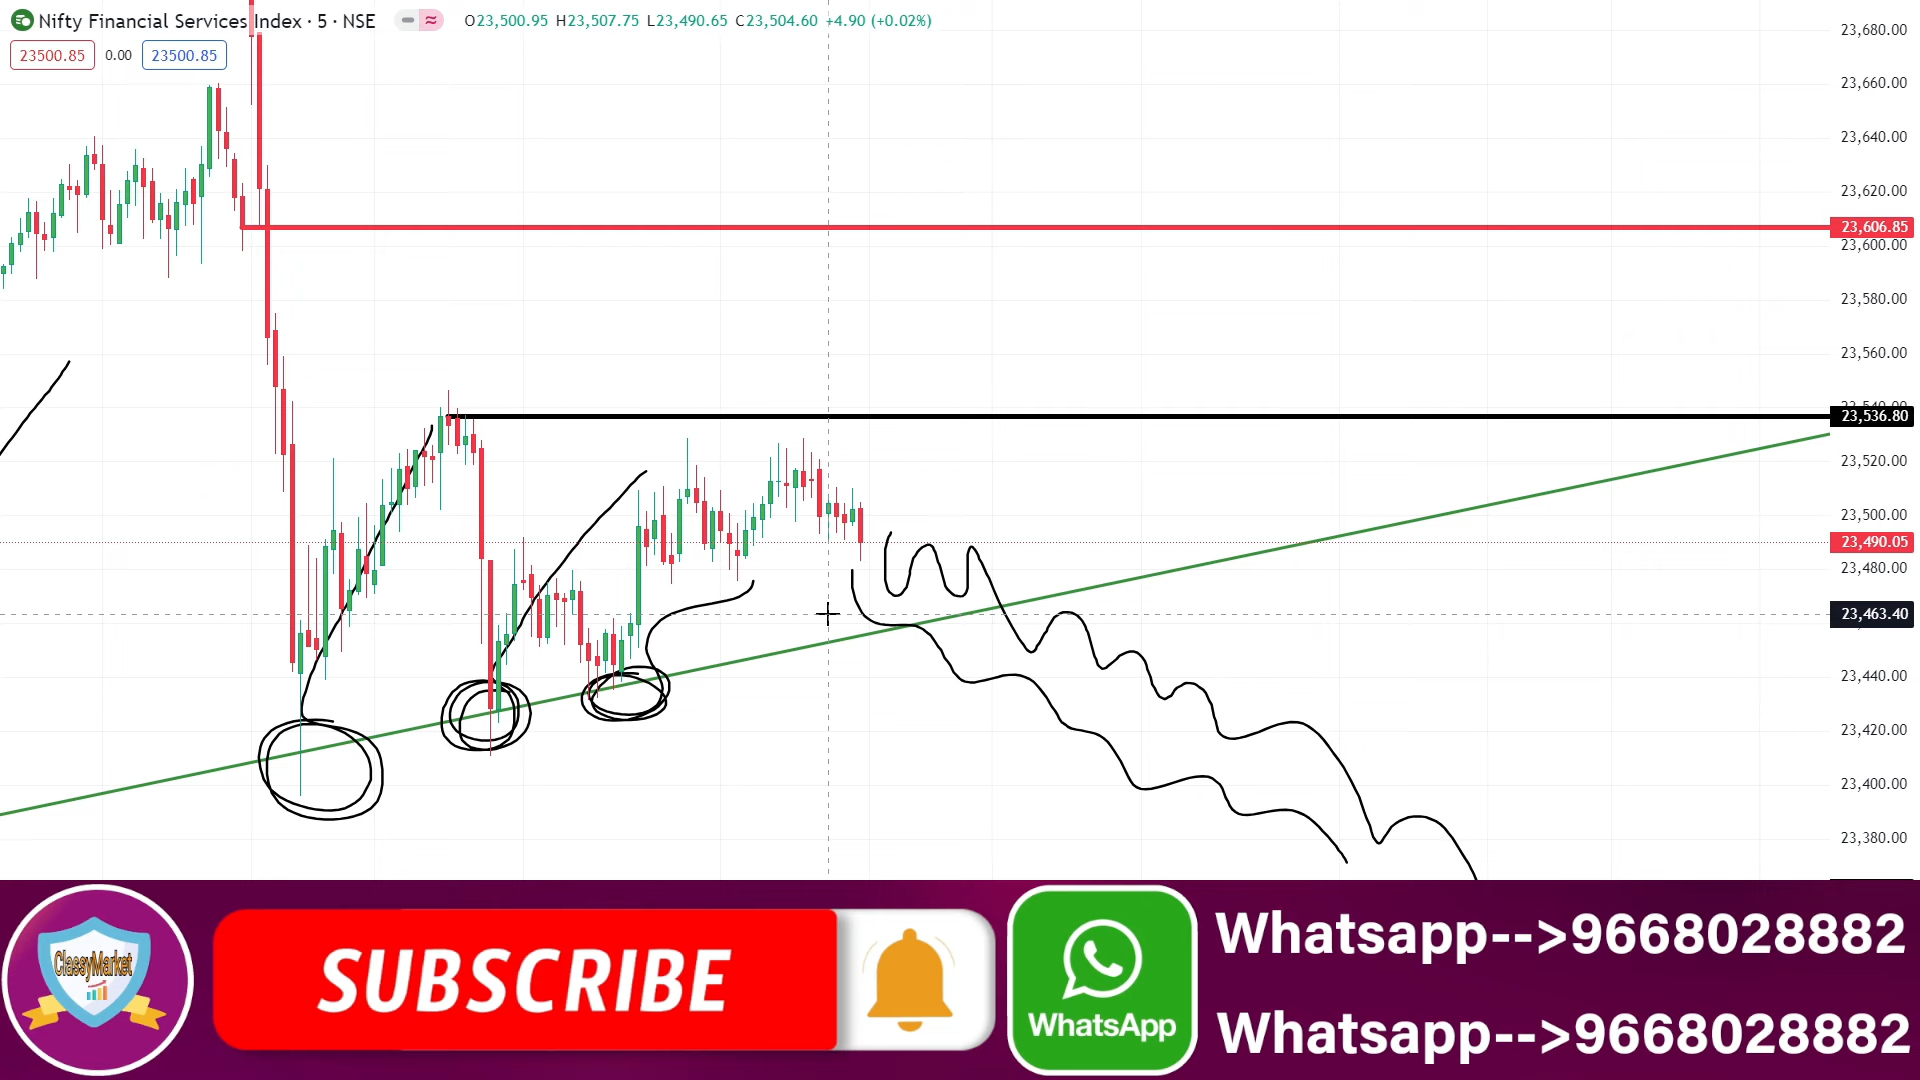 Nifty Financial Services Index · 5 · NSE O23,500.95 H23,507.75 L23,490.65 C23,504.60 +4.90 (+0.02%)
23500.85 0.00 23500.85
23,680.00
23,660.00
23,640.00
23,620.00
23,606.85
23,600.00
23,580.00
23,560.00
23,540.00
23,536.80
23,520.00
23,500.00
23,490.05
23,480.00
23,463.40
23,440.00
23,420.00
23,400.00
23,380.00
ClassyMarket
SUBSCRIBE
WhatsApp
Whatsapp-->9668028882
Whatsapp-->9668028882